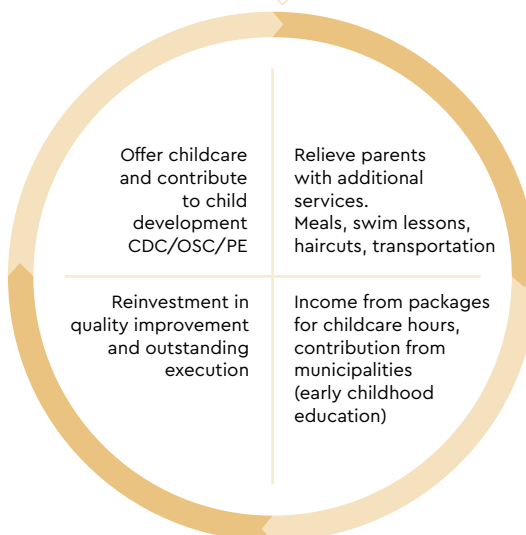 Offer childcare
and contribute
to child
development
CDC/OSC/PE
Relieve parents
with additional
services.
Meals, swim lessons,
haircuts, transportation
Reinvestment in
quality improvement
and outstanding
execution
Income from packages
for childcare hours,
contribution from
municipalities
(early childhood
education)